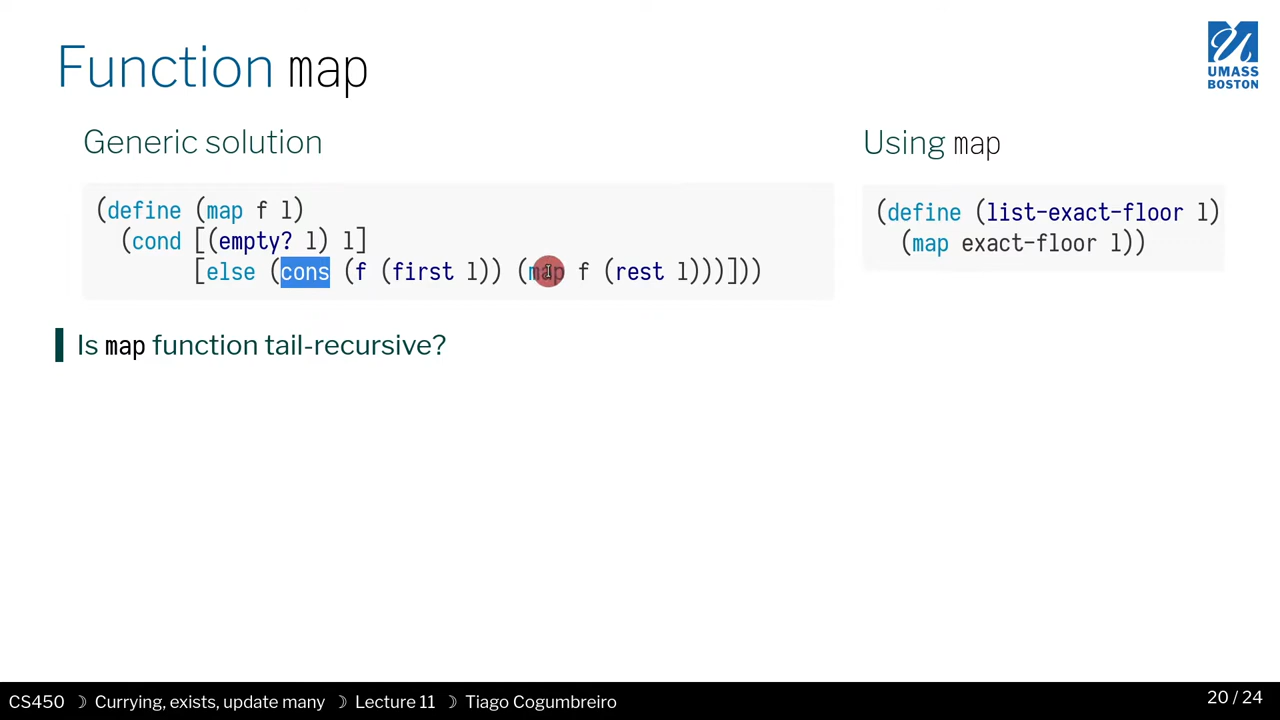 Function map
UMASS
BOSTON
Generic solution
(define (map f l)
  (cond [(empty? l) l]
        [else (cons (f (first l)) (map f (rest l)))]))
Using map
(define (list-exact-floor l)
  (map exact-floor l))
Is map function tail-recursive?
CS450 ☽ Currying, exists, update many ☽ Lecture 11 ☽ Tiago Cogumbreiro
20 / 24